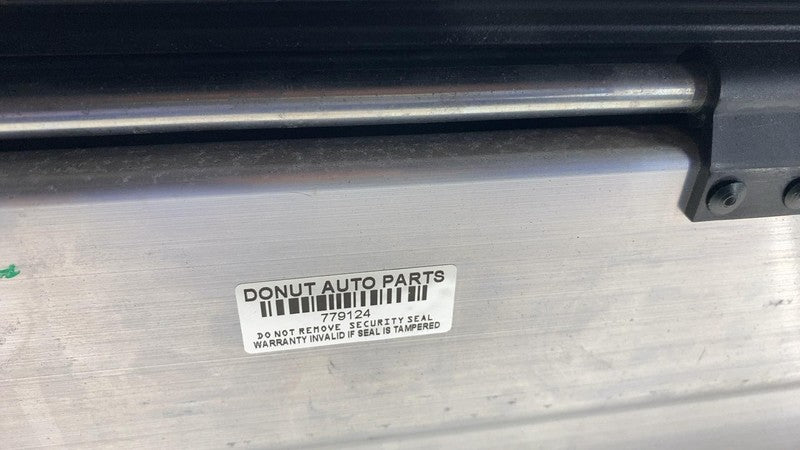 DONUT AUTO PARTS
779124
DO NOT REMOVE SECURITY SEAL
WARRANTY INVALID IF SEAL IS TAMPERED